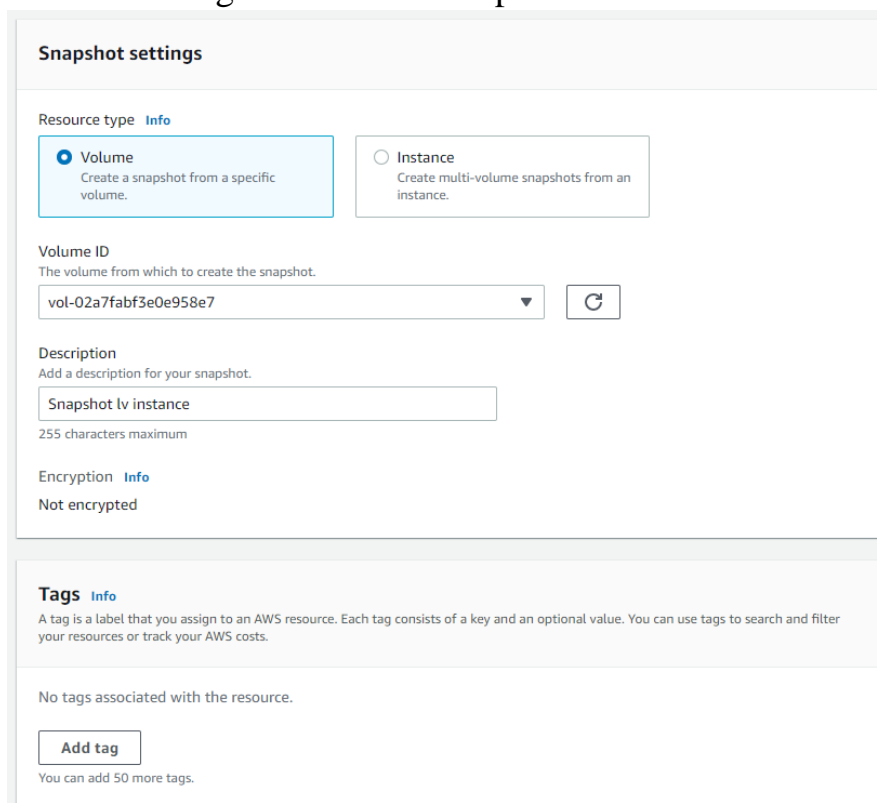 Snapshot settings
Resource type Info
Volume
Create a snapshot from a specific
volume.
Instance
Create multi-volume snapshots from an
instance.
Volume ID
The volume from which to create the snapshot.
vol-02a7fabf3e0e958e7
Description
Add a description for your snapshot.
Snapshot lv instance
255 characters maximum
Encryption Info
Not encrypted
Tags Info
A tag is a label that you assign to an AWS resource. Each tag consists of a key and an optional value. You can use tags to search and filter
your resources or track your AWS costs.
No tags associated with the resource.
Add tag
You can add 50 more tags.